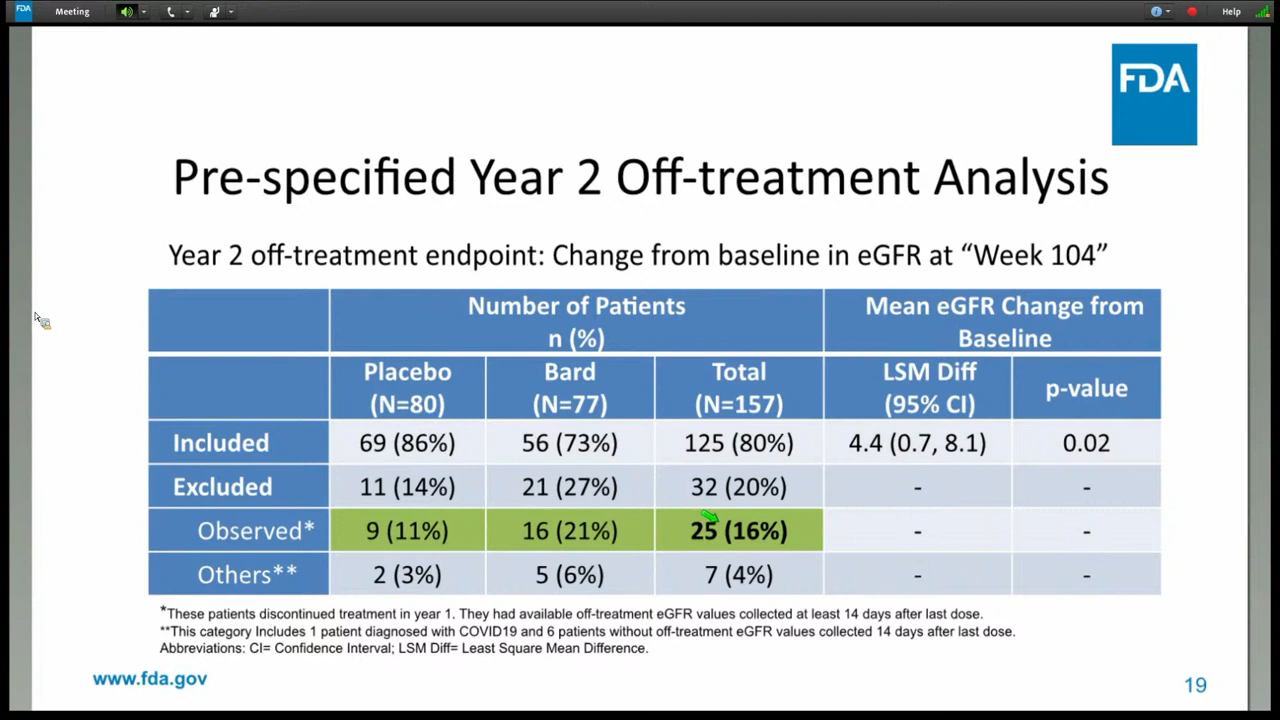 FDA Meeting Help
FDA
Pre-specified Year 2 Off-treatment Analysis
Year 2 off-treatment endpoint: Change from baseline in eGFR at “Week 104”
Number of Patients Mean eGFR Change from
n (%) Baseline
Placebo Bard Total LSM Diff p-value
(N=80) (N=77) (N=157) (95% CI)
Included 69 (86%) 56 (73%) 125 (80%) 4.4 (0.7, 8.1) 0.02
Excluded 11 (14%) 21 (27%) 32 (20%) - -
Observed* 9 (11%) 16 (21%) 25 (16%) - -
Others** 2 (3%) 5 (6%) 7 (4%) - -
*These patients discontinued treatment in year 1. They had available off-treatment eGFR values collected at least 14 days after last dose.
**This category Includes 1 patient diagnosed with COVID19 and 6 patients without off-treatment eGFR values collected 14 days after last dose.
Abbreviations: CI= Confidence Interval; LSM Diff= Least Square Mean Difference.
www.fda.gov 19